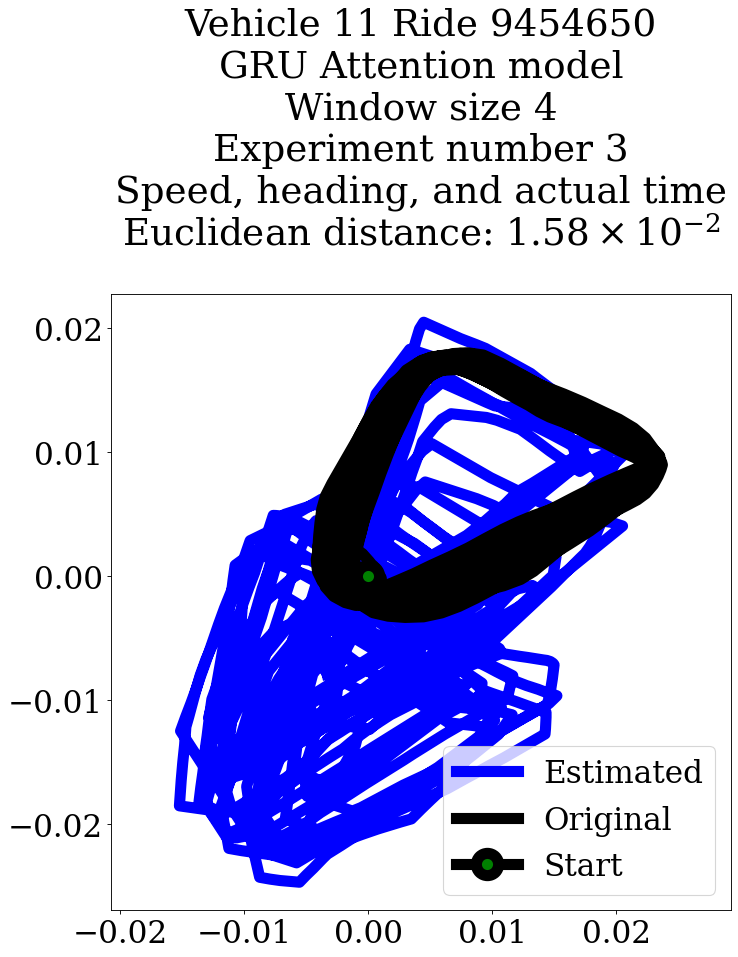 Vehicle 11 Ride 9454650
GRU Attention model
Window size 4
Experiment number 3
Speed, heading, and actual time
Euclidean distance: 1.58 × 10⁻²
0.02
0.01
0.00
−0.01
−0.02
Estimated
Original
Start
−0.02 −0.01 0.00 0.01 0.02